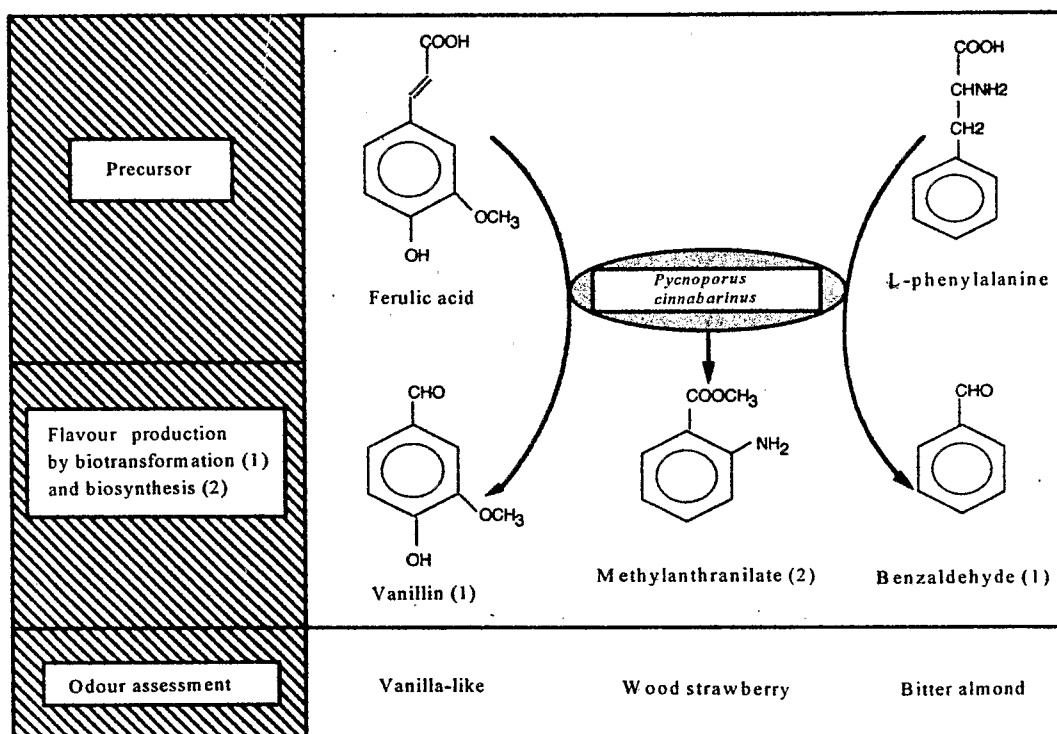 Precursor
COOH
OCH3
OH
Ferulic acid
Pycnoporus
cinnabarinus
COOH
CHNH2
CH2
L-phenylalanine
Flavour production
by biotransformation (1)
and biosynthesis (2)
CHO
OCH3
OH
Vanillin (1)
COOCH3
NH2
Methylanthranilate (2)
CHO
Benzaldehyde (1)
Odour assessment
Vanilla-like
Wood strawberry
Bitter almond